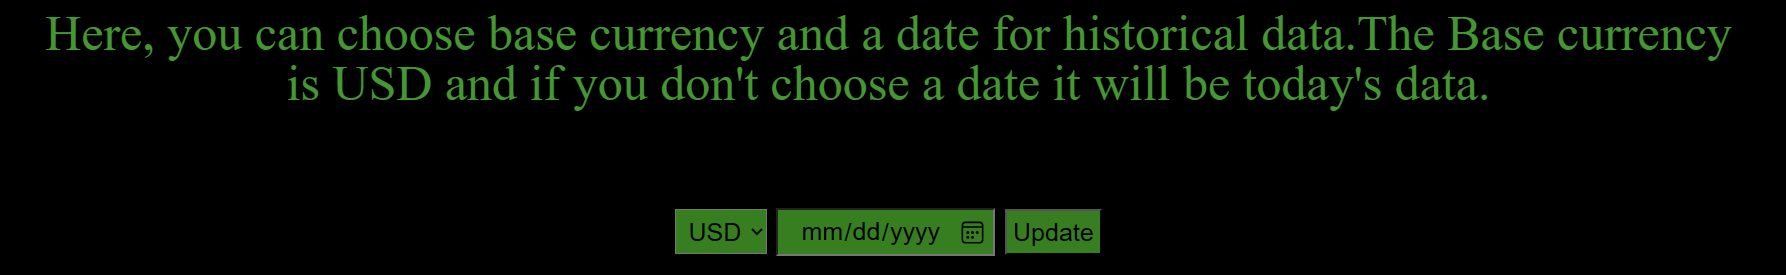 Here, you can choose base currency and a date for historical data.The Base currency
is USD and if you don't choose a date it will be today's data.
USD mm/dd/yyyy Update